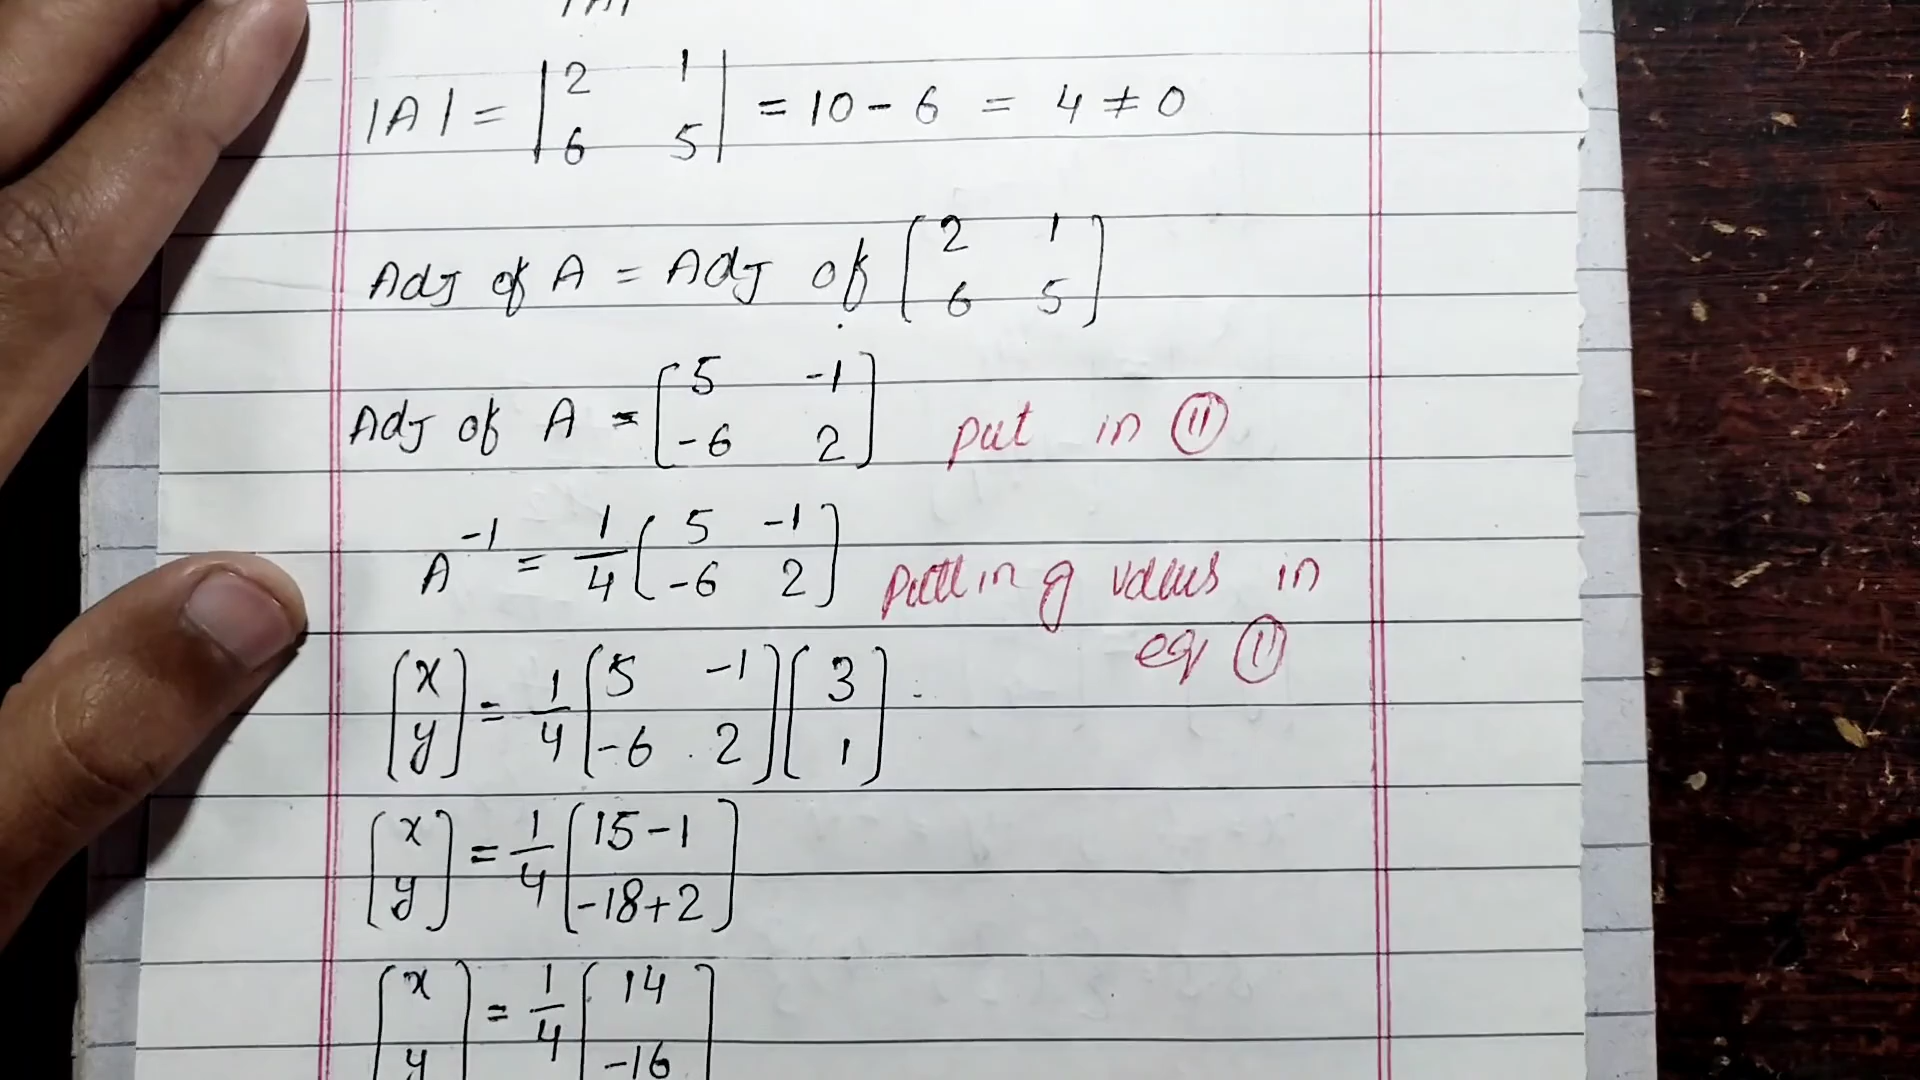 |A|
|A| = |2 1| = 10 - 6 = 4 ≠ 0
|6 5|
Adj of A = Adj of [2 1]
[6 5]
Adj of A = [5 -1]
[-6 2] put in (11)
A^-1 = 1/4 [5 -1]
[-6 2] putting values in
eq (11)
[x] = 1/4 [5 -1] [3]
[y] [-6 2] [1]
[x] = 1/4 [15-1]
[y] [-18+2]
[x] = 1/4 [14]
[y] [-16]